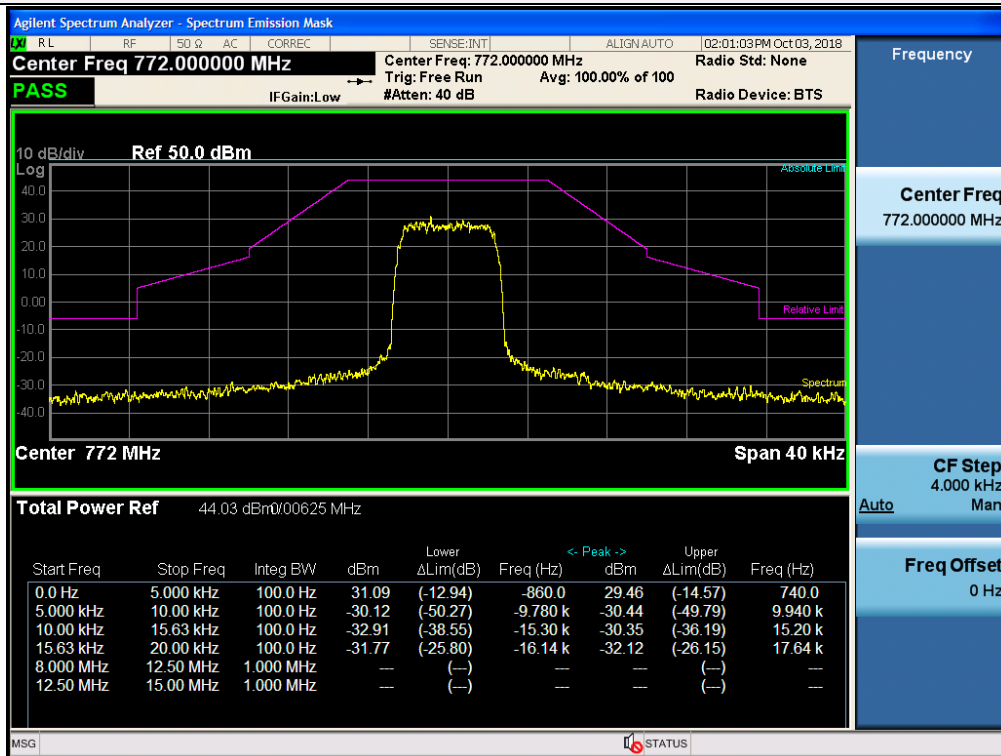 Agilent Spectrum Analyzer - Spectrum Emission Mask
LXI RL RF 50 Ω AC CORREC SENSE:INT ALIGN AUTO 02:01:03 PM Oct 03, 2018
Center Freq 772.000000 MHz
PASS
IFGain:Low
Center Freq: 772.000000 MHz
Trig: Free Run Avg: 100.00% of 100
#Atten: 40 dB
Radio Std: None
Radio Device: BTS
10 dB/div Ref 50.0 dBm
Log
Absolute Limit
40.0
30.0
20.0
10.0
0.00
Relative Limit
-10.0
-20.0
-30.0
Spectrum
-40.0
Center 772 MHz Span 40 kHz
Total Power Ref 44.03 dBm/0.00625 MHz
Lower <- Peak -> Upper
Start Freq Stop Freq Integ BW dBm ΔLim(dB) Freq (Hz) dBm ΔLim(dB) Freq (Hz)
0.0 Hz 5.000 kHz 100.0 Hz 31.09 (-12.94) -860.0 29.46 (-14.57) 740.0
5.000 kHz 10.00 kHz 100.0 Hz -30.12 (-50.27) -9.780 k -30.44 (-49.79) 9.940 k
10.00 kHz 15.63 kHz 100.0 Hz -32.91 (-38.55) -15.30 k -30.35 (-36.19) 15.20 k
15.63 kHz 20.00 kHz 100.0 Hz -31.77 (-25.80) -16.14 k -32.12 (-26.15) 17.64 k
8.000 MHz 12.50 MHz 1.000 MHz --- (---) --- --- (---) ---
12.50 MHz 15.00 MHz 1.000 MHz --- (---) --- --- (---) ---
MSG STATUS
Frequency
Center Freq
772.000000 MHz
CF Step
4.000 kHz
Auto Man
Freq Offset
0 Hz